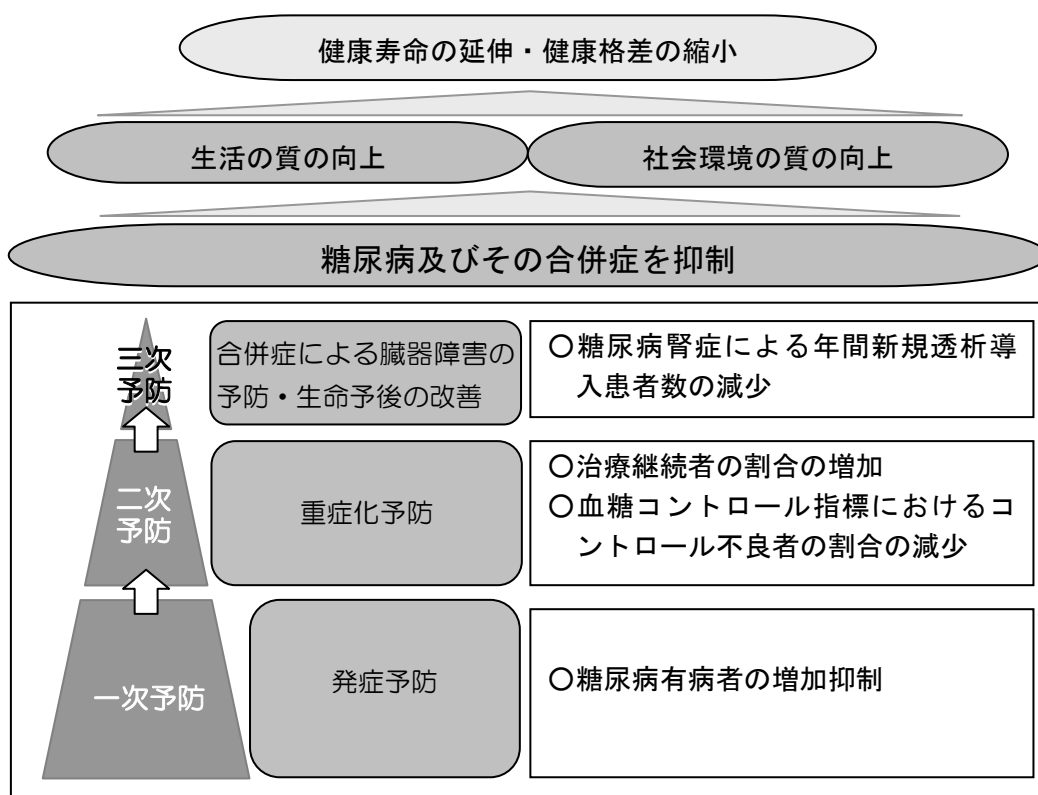 健康寿命の延伸・健康格差の縮小
生活の質の向上
社会環境の質の向上
糖尿病及びその合併症を抑制
三次
予防
合併症による臓器障害の
予防・生命予後の改善
〇糖尿病腎症による年間新規透析導
入患者数の減少
二次
予防
重症化予防
〇治療継続者の割合の増加
〇血糖コントロール指標におけるコ
ントロール不良者の割合の減少
一次予防
発症予防
〇糖尿病有病者の増加抑制